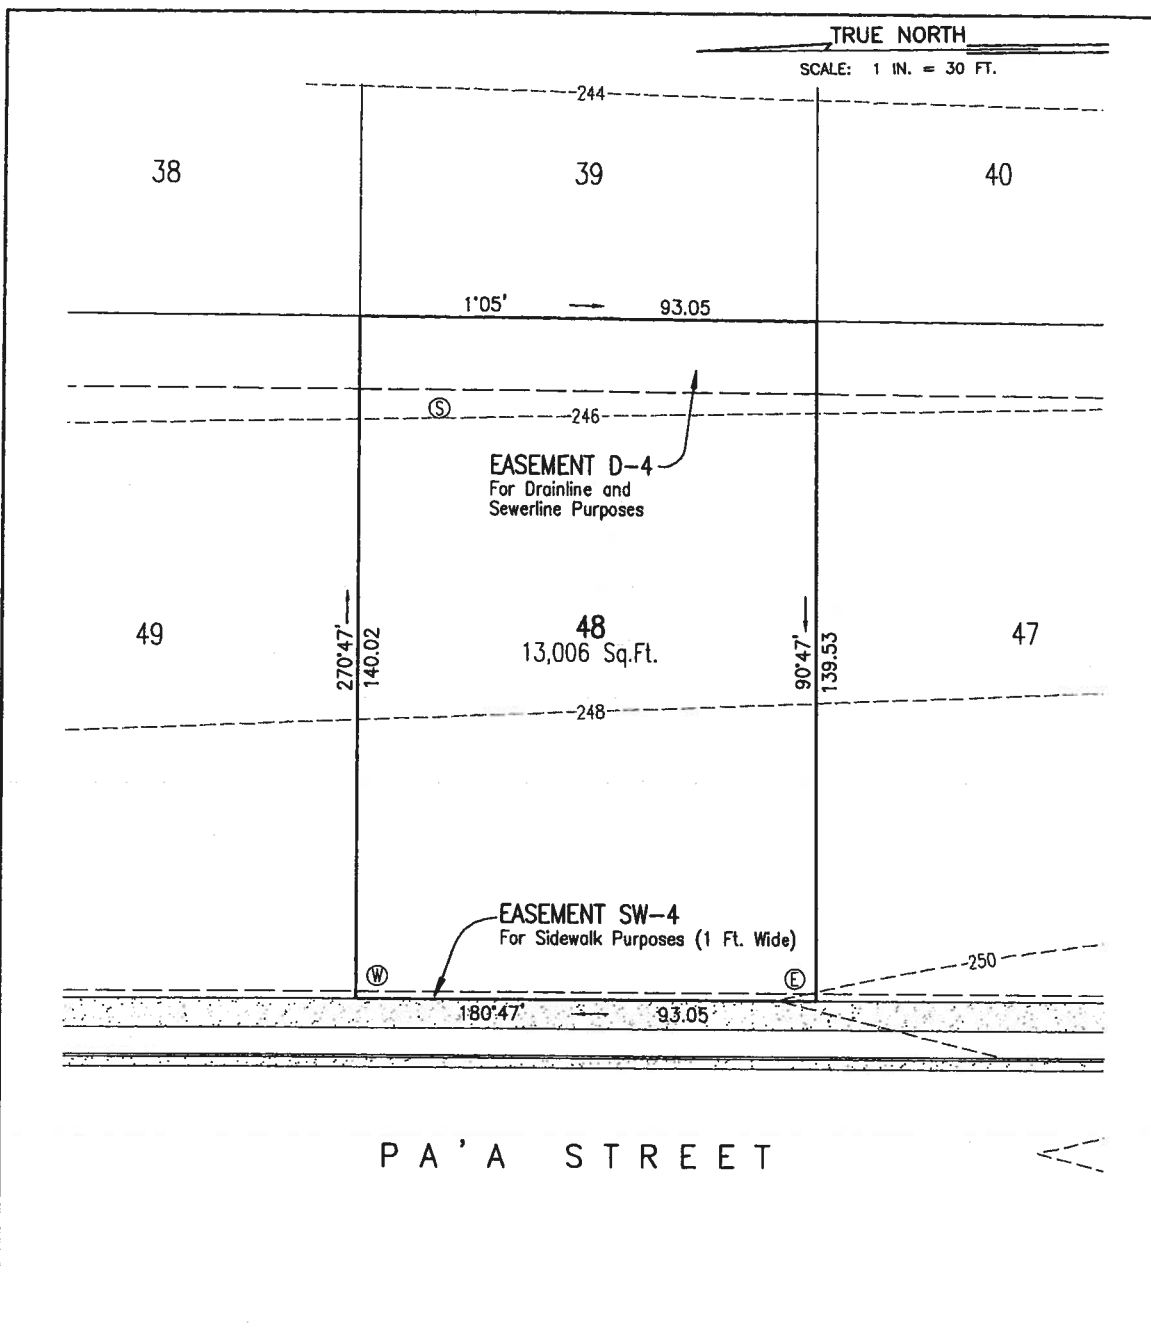 TRUE NORTH
SCALE: 1 IN. = 30 FT.
244
38
39
40
1°05'
93.05
S
246
EASEMENT D-4
For Drainline and
Sewerline Purposes
49
270°47'
140.02
48
13,006 Sq.Ft.
90°47'
139.53
47
248
EASEMENT SW-4
For Sidewalk Purposes (1 Ft. Wide)
250
W
E
180°47'
93.05
PA'A STREET